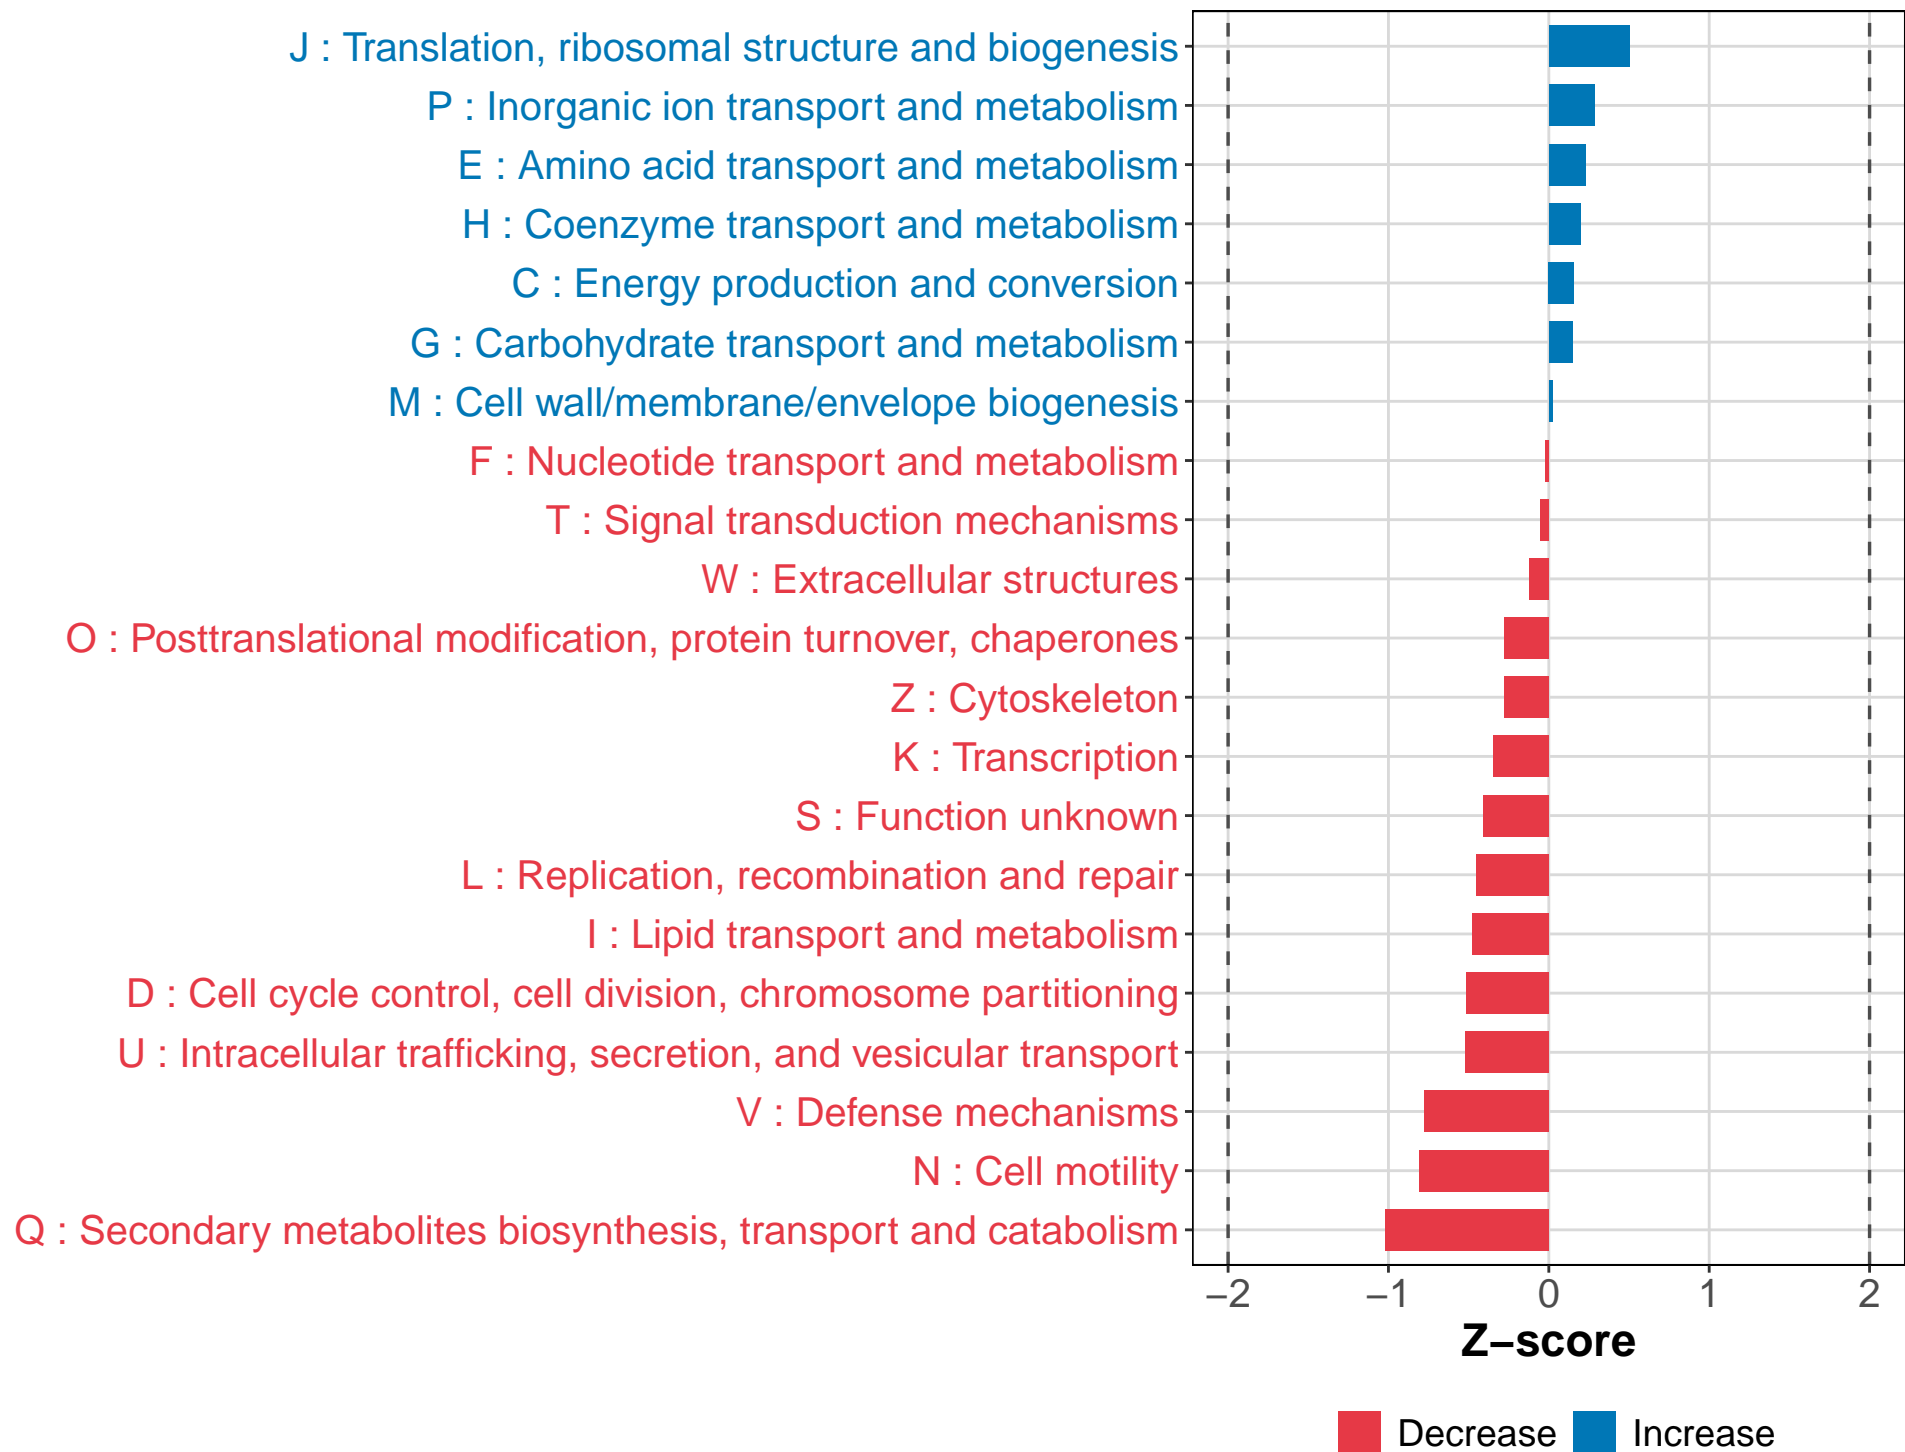 J : Translation, ribosomal structure and biogenesis
P : Inorganic ion transport and metabolism
E : Amino acid transport and metabolism
H : Coenzyme transport and metabolism
C : Energy production and conversion
G : Carbohydrate transport and metabolism
M : Cell wall/membrane/envelope biogenesis
F : Nucleotide transport and metabolism
T : Signal transduction mechanisms
W : Extracellular structures
O : Posttranslational modification, protein turnover, chaperones
Z : Cytoskeleton
K : Transcription
S : Function unknown
L : Replication, recombination and repair
I : Lipid transport and metabolism
D : Cell cycle control, cell division, chromosome partitioning
U : Intracellular trafficking, secretion, and vesicular transport
V : Defense mechanisms
N : Cell motility
Q : Secondary metabolites biosynthesis, transport and catabolism
−2 −1 0 1 2
Z−score
Decrease Increase